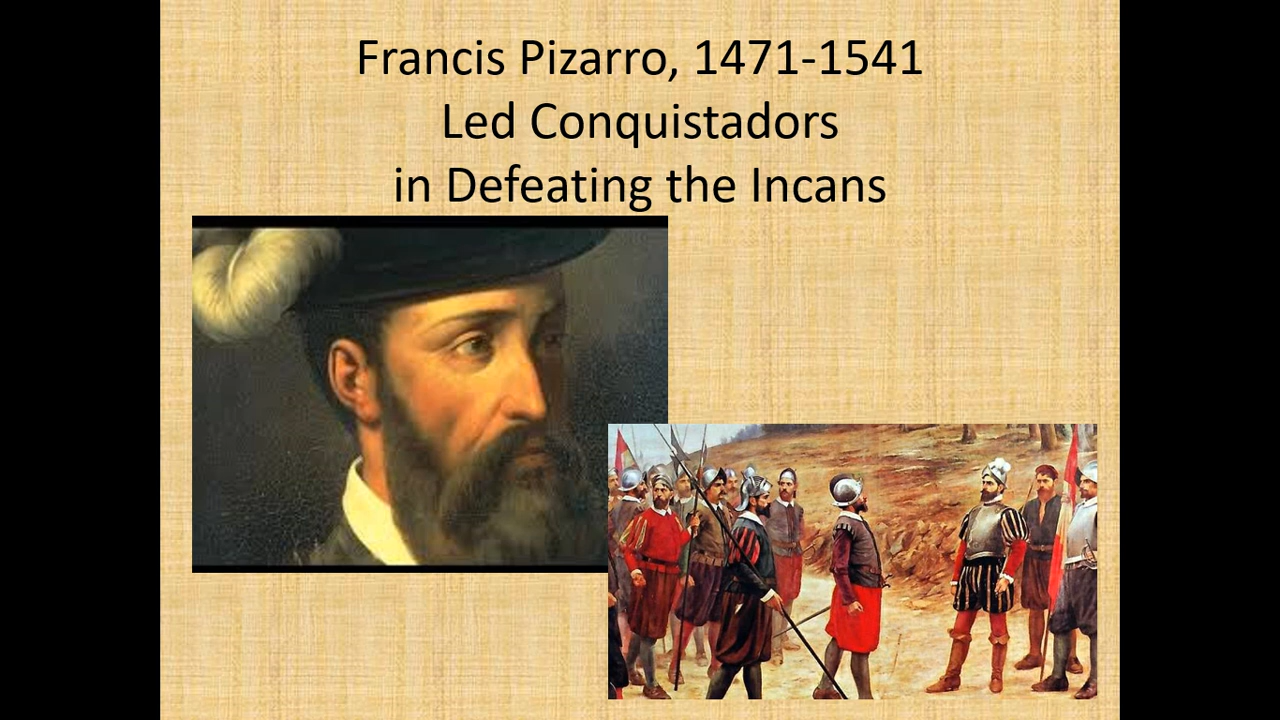 Francis Pizarro, 1471-1541
Led Conquistadors
in Defeating the Incans